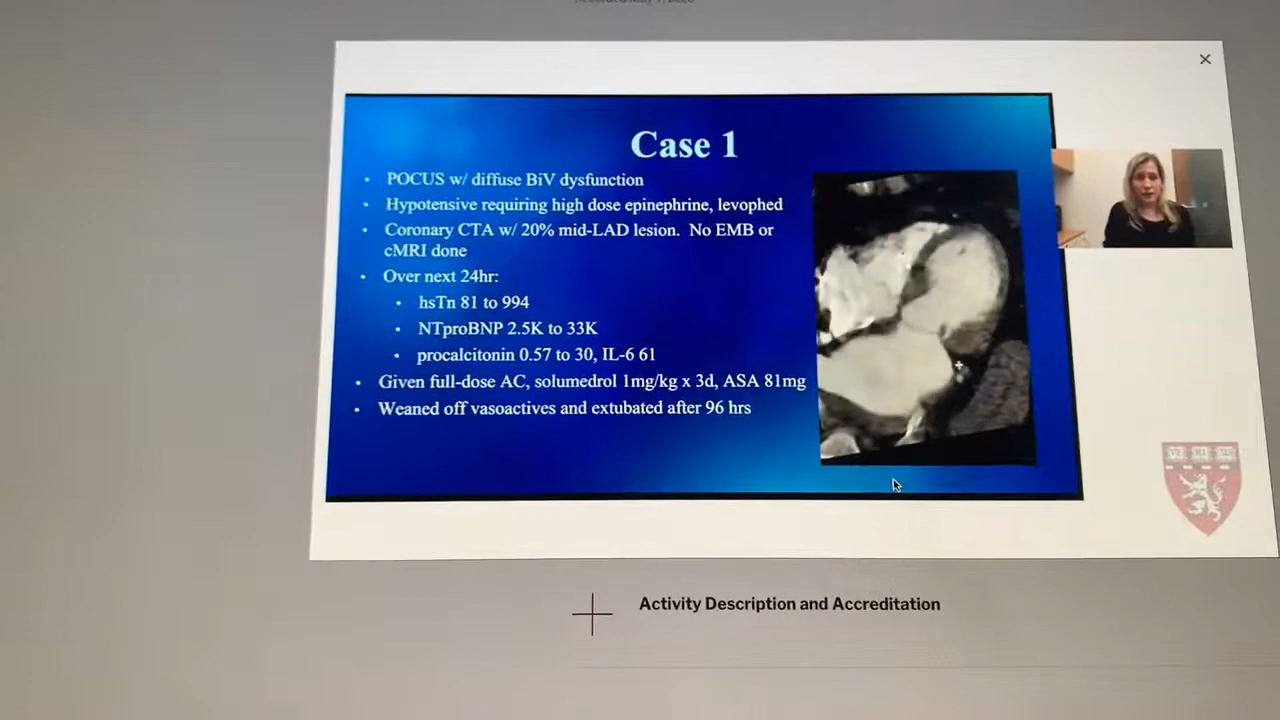 Case 1
• POCUS w/ diffuse BiV dysfunction
• Hypotensive requiring high dose epinephrine, levophed
• Coronary CTA w/ 20% mid-LAD lesion. No EMB or
cMRI done
• Over next 24hr:
• hsTn 81 to 994
• NTproBNP 2.5K to 33K
• procalcitonin 0.57 to 30, IL-6 61
• Given full-dose AC, solumedrol 1mg/kg x 3d, ASA 81mg
• Weaned off vasoactives and extubated after 96 hrs
Activity Description and Accreditation